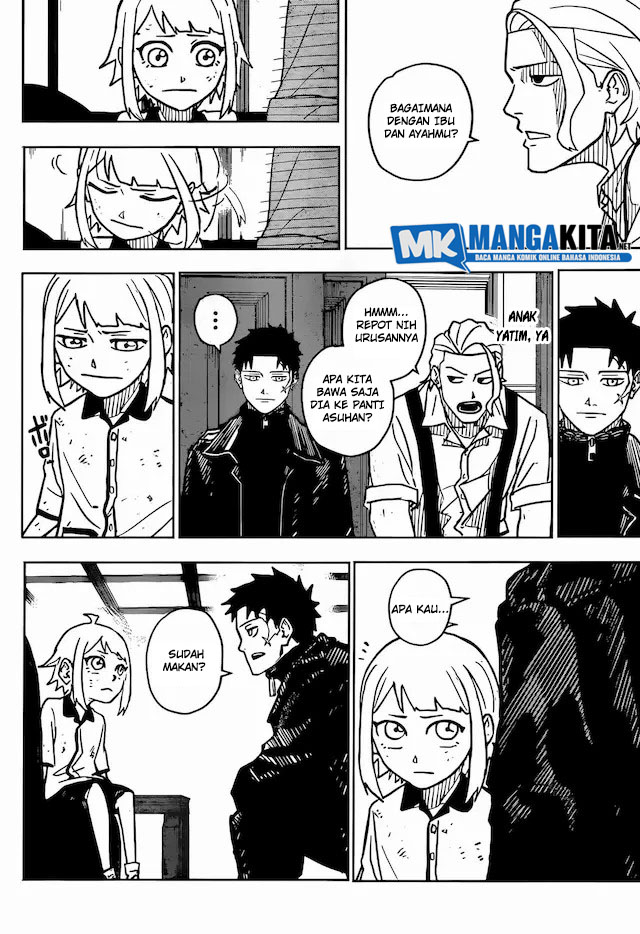 BAGAIMANA
DENGAN IBU
DAN AYAHMU?
MK MANGAKITA.NET
BACA MANGA KOMIK ONLINE BAHASA INDONESIA
ANAK
YATIM, YA
HMMM...
REPOT NIH
URUSANNYA
APA KITA
BAWA SAJA
DIA KE PANTI
ASUHAN?
...
APA KAU...
SUDAH
MAKAN?